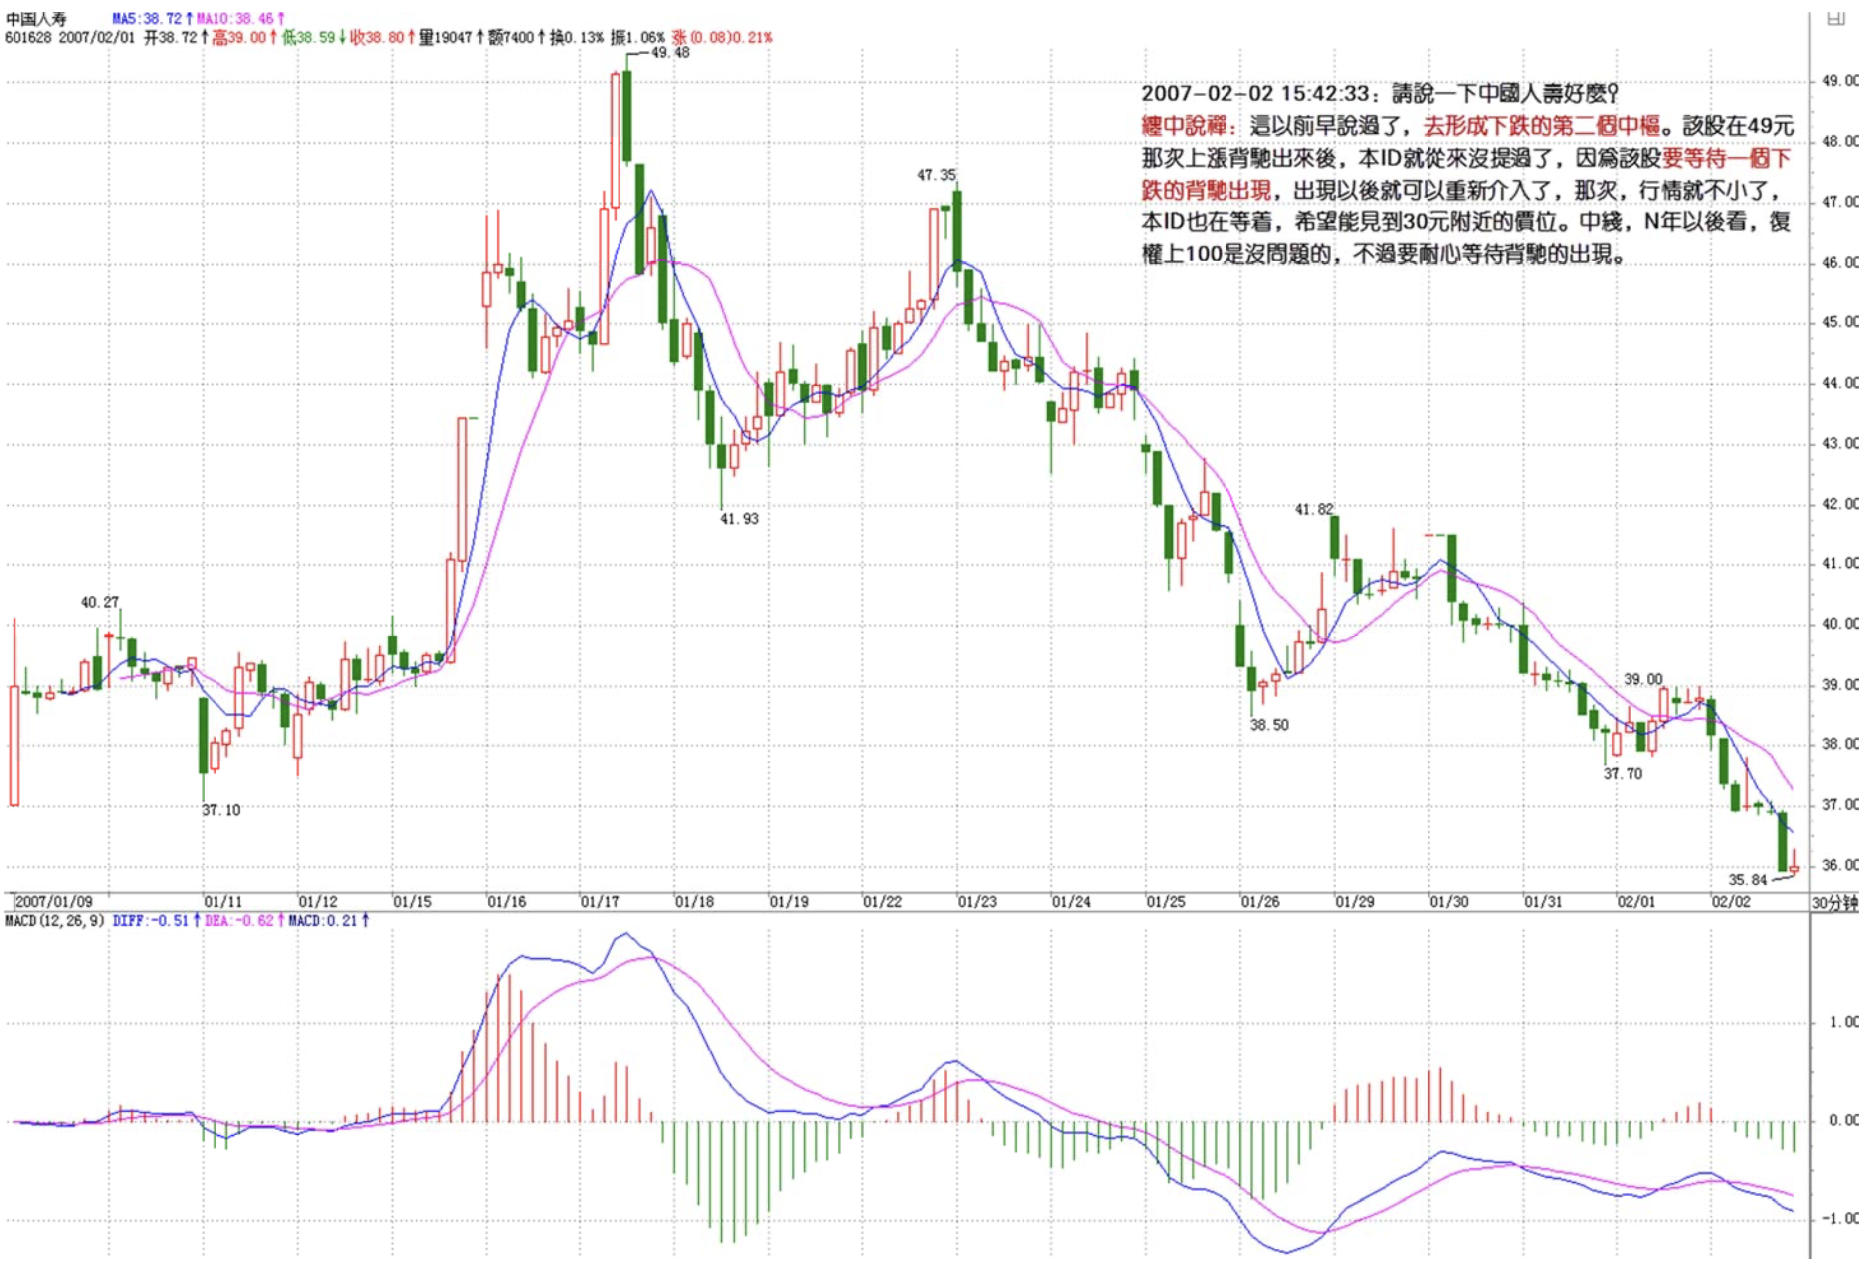 中国人寿 MA5:38.72↑MA10:38.46↑
601628 2007/02/01 开38.72↑高39.00↑低38.59↓收38.80↑量19047↑额7400↑换0.13% 振1.06% 涨(0.08)0.21%
49.48
2007-02-02 15:42:33：請說一下中國人壽好麽？
纏中說禪：這以前早說過了，去形成下跌的第二個中樞。該股在49元
那次上漲背馳出來後，本ID就從來沒提過了，因爲該股要等待一個下
跌的背馳出現，出現以後就可以重新介入了，那次，行情就不小了，
本ID也在等着，希望能見到30元附近的價位。中綫，N年以後看，復
權上100是沒問題的，不過要耐心等待背馳的出現。
49.00
48.00
47.35
47.00
46.00
45.00
44.00
43.00
41.93
42.00
41.82
41.00
40.27
40.00
39.00
39.00
38.50
38.00
37.70
37.10
37.00
36.00
35.84
2007/01/09 01/11 01/12 01/15 01/16 01/17 01/18 01/19 01/22 01/23 01/24 01/25 01/26 01/29 01/30 01/31 02/01 02/02 30分钟
MACD(12,26,9) DIFF:-0.51↑DEA:-0.62↑MACD:0.21↑
1.00
0.00
-1.00